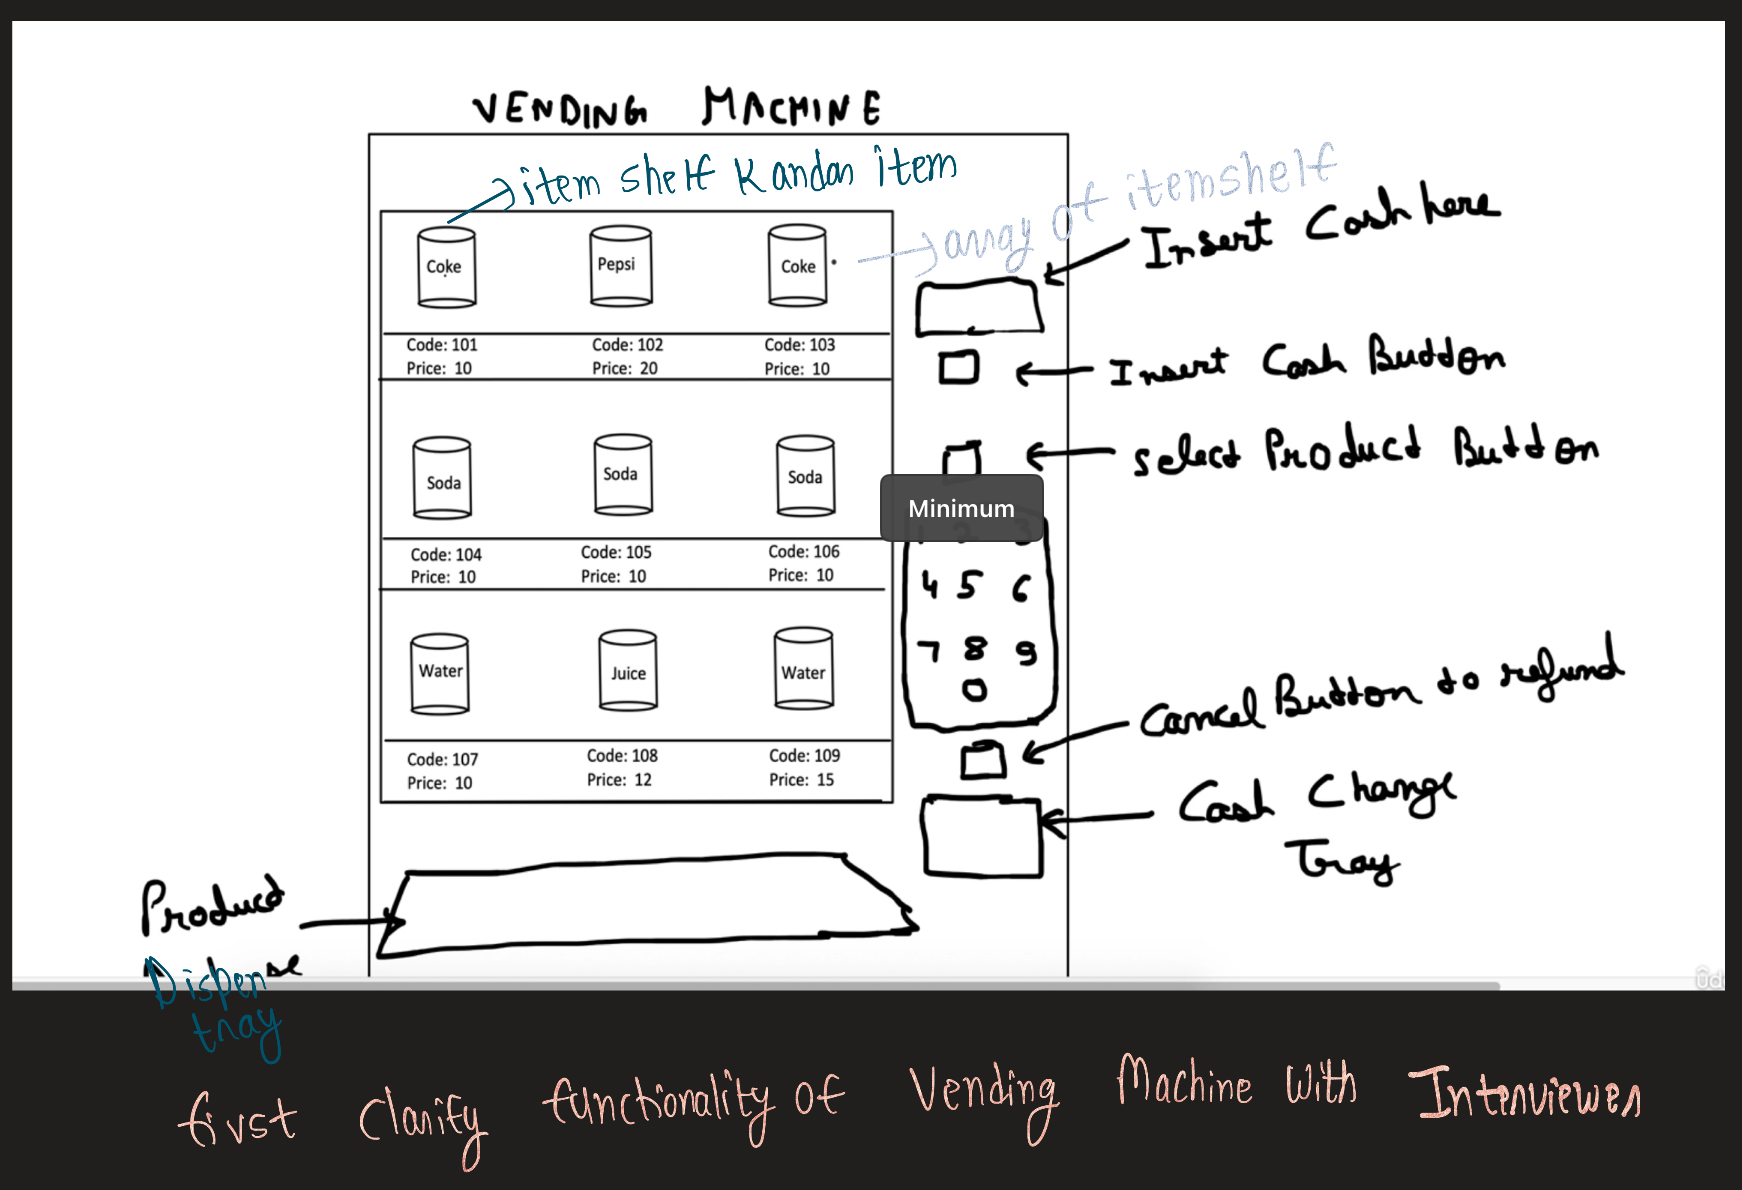 VENDING MACHINE
item shelf Kandan item
array of itemshelf
Insert Cash here
Coke Pepsi Coke
Code: 101 Code: 102 Code: 103
Price: 10 Price: 20 Price: 10
Insert Cash Button
Select Product Button
Soda Soda Soda
Minimum
Code: 104 Code: 105 Code: 106
Price: 10 Price: 10 Price: 10
4 5 6
7 8 9
0
Water Juice Water
Cancel Button to refund
Code: 107 Code: 108 Code: 109
Price: 10 Price: 12 Price: 15
Cash Change
Tray
Product
Dispen
tray
first Clarify functionality of Vending Machine With Interviewer